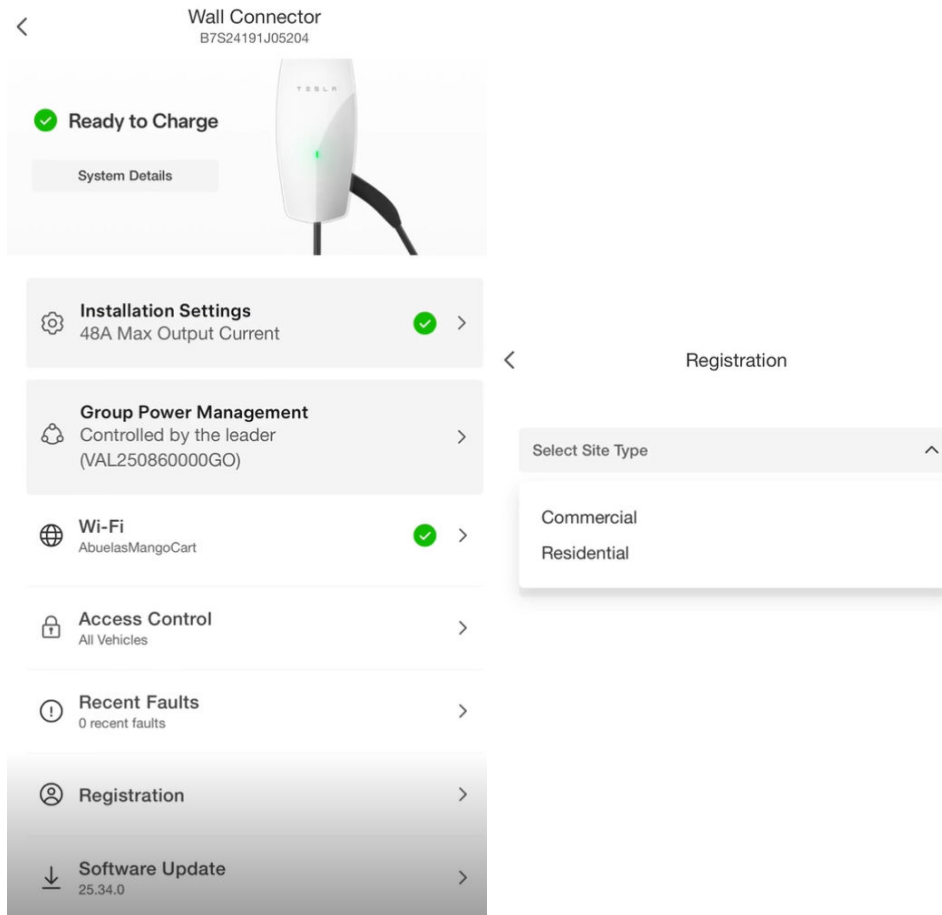 Wall Connector
B7S24191J05204
TESLA
Ready to Charge
System Details
Installation Settings
48A Max Output Current
Group Power Management
Controlled by the leader
(VAL250860000GO)
Wi-Fi
AbuelasMangoCart
Access Control
All Vehicles
Recent Faults
0 recent faults
Registration
Software Update
25.34.0
Registration
Select Site Type
Commercial
Residential